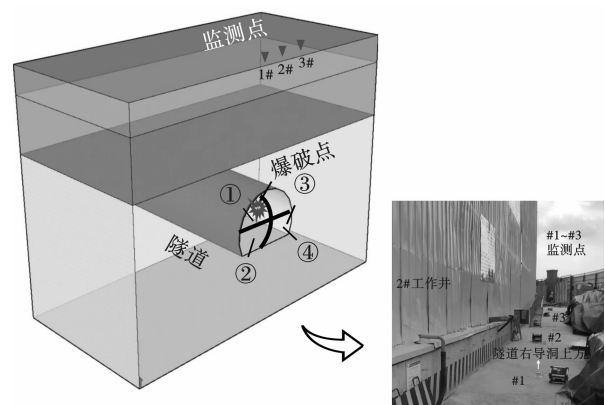 监测点
1# 2# 3#
爆破点
① ③
隧道 ② ④
#1~#3
监测点
2#工作井
#3
#2
隧道右导洞上方
#1